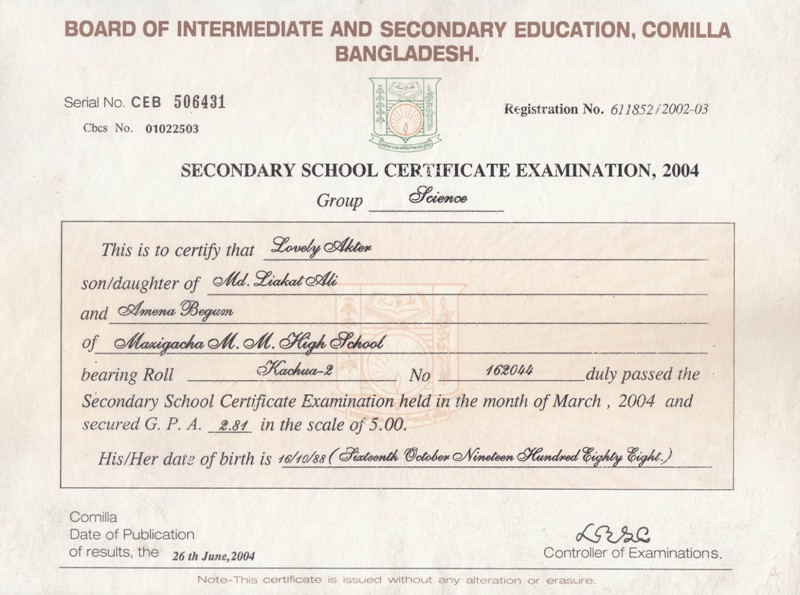 BOARD OF INTERMEDIATE AND SECONDARY EDUCATION, COMILLA
BANGLADESH.
Serial No. CEB 506431
Registration No. 611852/2002-03
Cbcs No. 01022503
SECONDARY SCHOOL CERTIFICATE EXAMINATION, 2004
Group Science
This is to certify that Lovely Akter
son/daughter of Md. Liakat Ali
and Amena Begum
of Mazigacha M. M. High School
bearing Roll Kachua-2 No 162044 duly passed the
Secondary School Certificate Examination held in the month of March , 2004 and
secured G. P. A. 2.81 in the scale of 5.00.
His/Her date of birth is 16/10/88 ( Sixteenth October Nineteen Hundred Eighty Eight.)
Comilla
Date of Publication
of results, the 26 th June,2004
Controller of Examinations.
Note-This certificate is issued without any alteration or erasure.